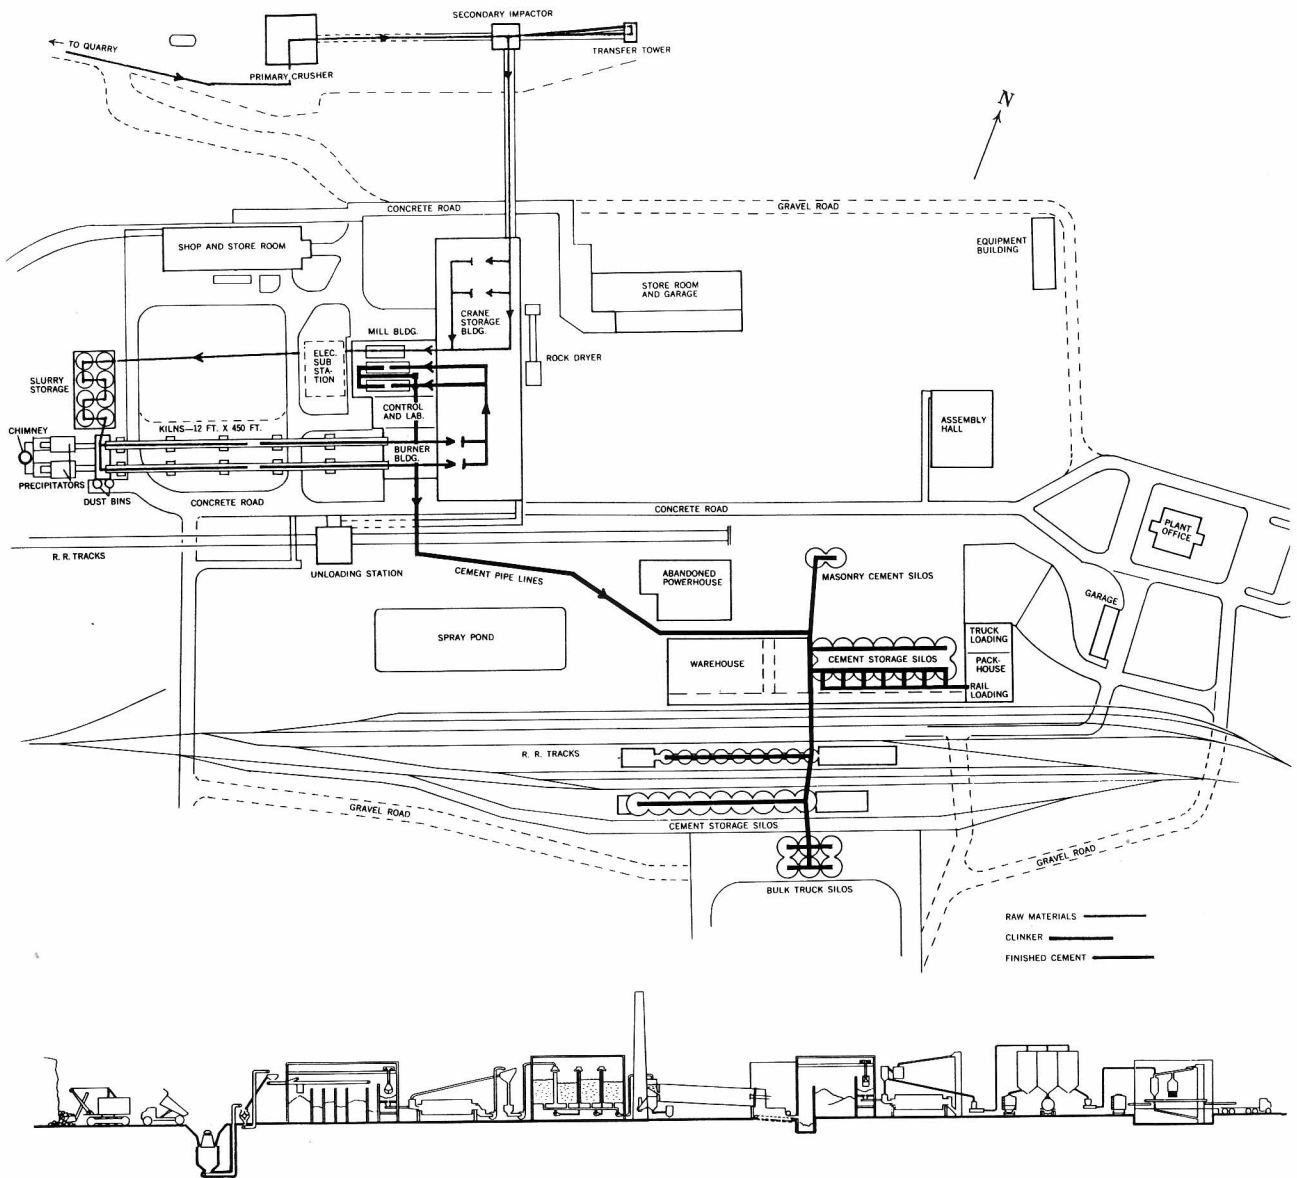 SECONDARY IMPACTOR
← TO QUARRY
TRANSFER TOWER
PRIMARY CRUSHER
N
CONCRETE ROAD
GRAVEL ROAD
SHOP AND STORE ROOM
EQUIPMENT
BUILDING
STORE ROOM
AND GARAGE
CRANE
STORAGE
BLDG.
MILL BLDG.
ELEC.
SUB
STA-
TION
ROCK DRYER
SLURRY
STORAGE
CONTROL
AND LAB.
ASSEMBLY
HALL
CHIMNEY
KILNS—12 FT. X 450 FT.
BURNER
BLDG.
PRECIPITATORS
DUST BINS
CONCRETE ROAD
CONCRETE ROAD
PLANT
OFFICE
R.R. TRACKS
UNLOADING STATION
CEMENT PIPE LINES
ABANDONED
POWERHOUSE
MASONRY CEMENT SILOS
GARAGE
SPRAY POND
WAREHOUSE
CEMENT STORAGE SILOS
TRUCK
LOADING
PACK-
HOUSE
RAIL
LOADING
R. R. TRACKS
GRAVEL ROAD
CEMENT STORAGE SILOS
GRAVEL ROAD
BULK TRUCK SILOS
RAW MATERIALS
CLINKER
FINISHED CEMENT